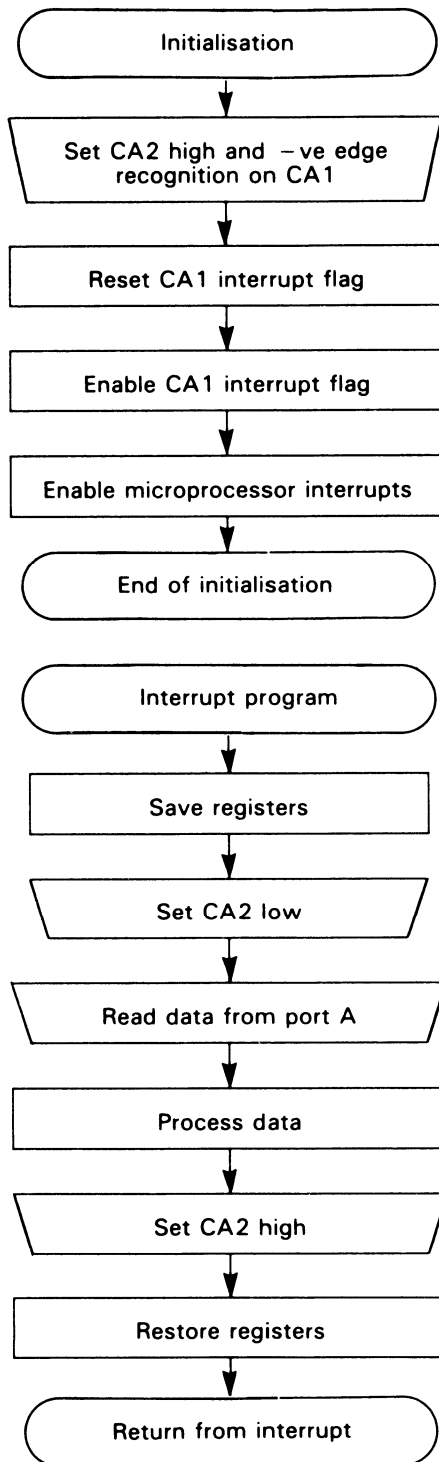 Initialisation
Set CA2 high and –ve edge
recognition on CA1
Reset CA1 interrupt flag
Enable CA1 interrupt flag
Enable microprocessor interrupts
End of initialisation
Interrupt program
Save registers
Set CA2 low
Read data from port A
Process data
Set CA2 high
Restore registers
Return from interrupt